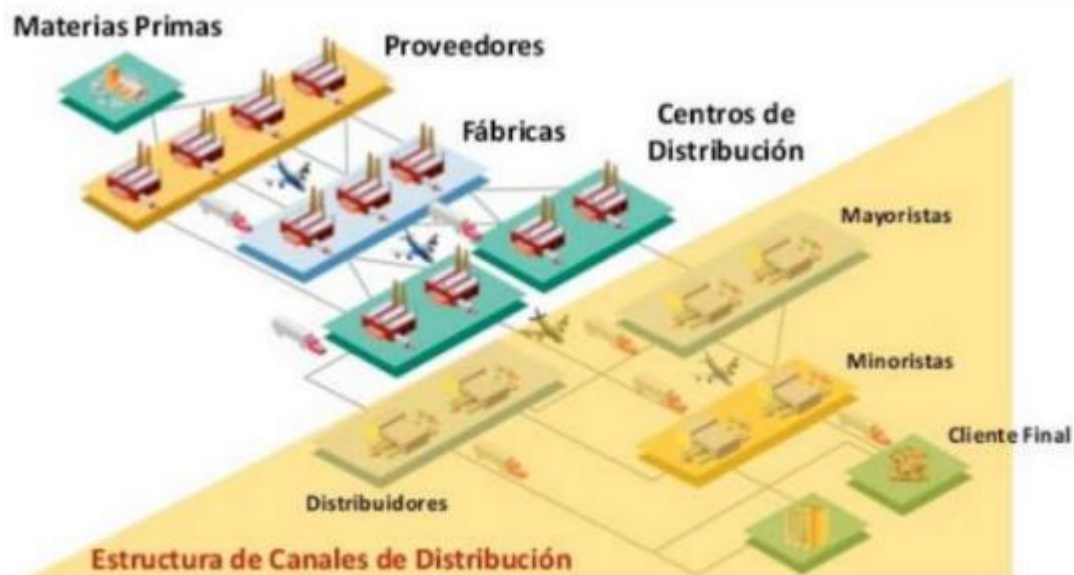 Materias Primas
Proveedores
Fábricas
Centros de
Distribución
Mayoristas
Minoristas
Cliente Final
Distribuidores
Estructura de Canales de Distribución